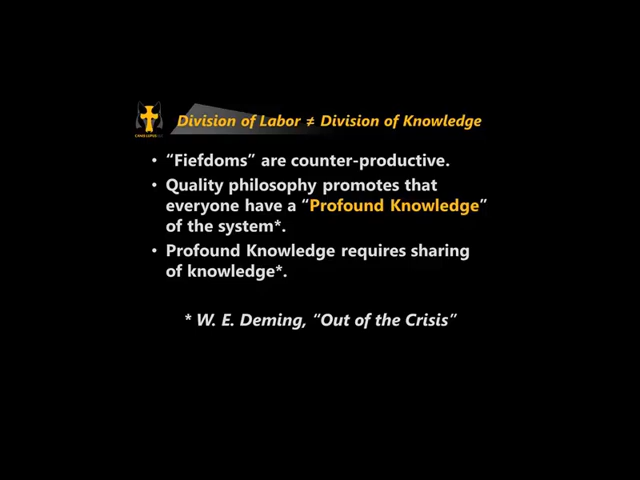 Division of Labor ≠ Division of Knowledge
• “Fiefdoms” are counter-productive.
• Quality philosophy promotes that
everyone have a “Profound Knowledge”
of the system*.
• Profound Knowledge requires sharing
of knowledge*.
* W. E. Deming, “Out of the Crisis”